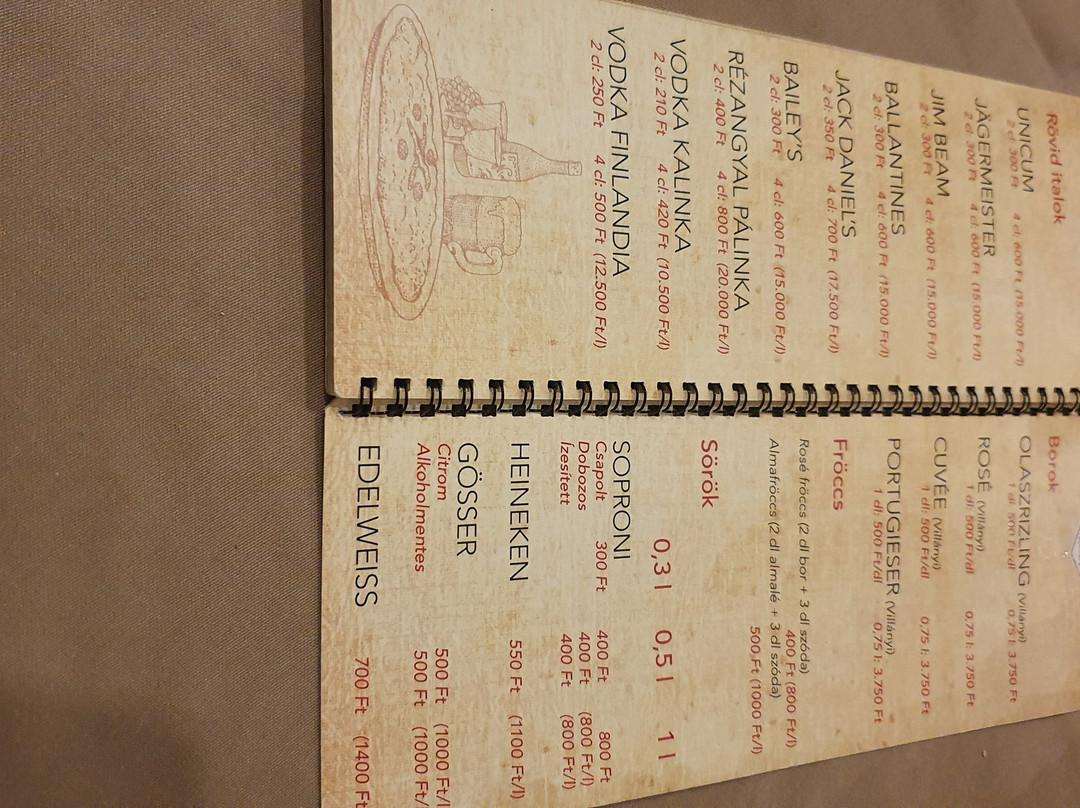 Rövid italok
UNICUM
2 cl: 300 Ft 4 cl: 600 Ft (15.000 Ft/l)
JÄGERMEISTER
2 cl: 300 Ft 4 cl: 600 Ft (15.000 Ft/l)
JIM BEAM
2 cl: 300 Ft 4 cl: 600 Ft (15.000 Ft/l)
BALLANTINES
2 cl: 300 Ft 4 cl: 600 Ft (15.000 Ft/l)
JACK DANIEL'S
2 cl: 350 Ft 4 cl: 700 Ft (17.500 Ft/l)
BAILEY'S
2 cl: 300 Ft 4 cl: 600 Ft (15.000 Ft/l)
RÉZANGYAL PÁLINKA
2 cl: 400 Ft 4 cl: 800 Ft (20.000 Ft/l)
VODKA KALINKA
2 cl: 210 Ft 4 cl: 420 Ft (10.500 Ft/l)
VODKA FINLANDIA
2 cl: 250 Ft 4 cl: 500 Ft (12.500 Ft/l)
Borok
OLASZRIZLING (Villányi)
1 dl: 500 Ft/dl 0,75 l: 3.750 Ft
ROSÉ (Villányi)
1 dl: 500 Ft/dl 0,75 l: 3.750 Ft
CUVÉE (Villányi)
1 dl: 500 Ft/dl 0,75 l: 3.750 Ft
PORTUGIESER (Villányi)
1 dl: 500 Ft/dl 0,75 l: 3.750 Ft
Fröccs
Rosé fröccs (2 dl bor + 3 dl szóda)
400 Ft (800 Ft/l)
Almafröccs (2 dl almalé + 3 dl szóda)
500 Ft (1000 Ft/l)
Sörök
0,3 l 0,5 l 1 l
SOPRONI
Csapolt 300 Ft 400 Ft 800 Ft
Dobozos 400 Ft (800 Ft/l)
Ízesített 400 Ft (800 Ft/l)
HEINEKEN 550 Ft (1100 Ft/l)
GÖSSER
Citrom 500 Ft (1000 Ft/l
Alkoholmentes 500 Ft (1000 Ft/
EDELWEISS 700 Ft (1400 Ft